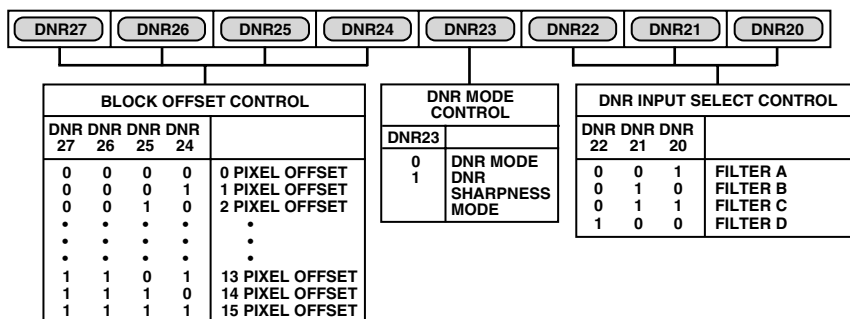 DNR27 DNR26 DNR25 DNR24 DNR23 DNR22 DNR21 DNR20
BLOCK OFFSET CONTROL
DNR DNR DNR DNR
27 26 25 24
0 0 0 0 0 PIXEL OFFSET
0 0 0 1 1 PIXEL OFFSET
0 0 1 0 2 PIXEL OFFSET
• • • • •
• • • • •
• • • • •
1 1 0 1 13 PIXEL OFFSET
1 1 1 0 14 PIXEL OFFSET
1 1 1 1 15 PIXEL OFFSET
DNR MODE
CONTROL
DNR23
0 DNR MODE
1 DNR
SHARPNESS
MODE
DNR INPUT SELECT CONTROL
DNR DNR DNR
22 21 20
0 0 1 FILTER A
0 1 0 FILTER B
0 1 1 FILTER C
1 0 0 FILTER D